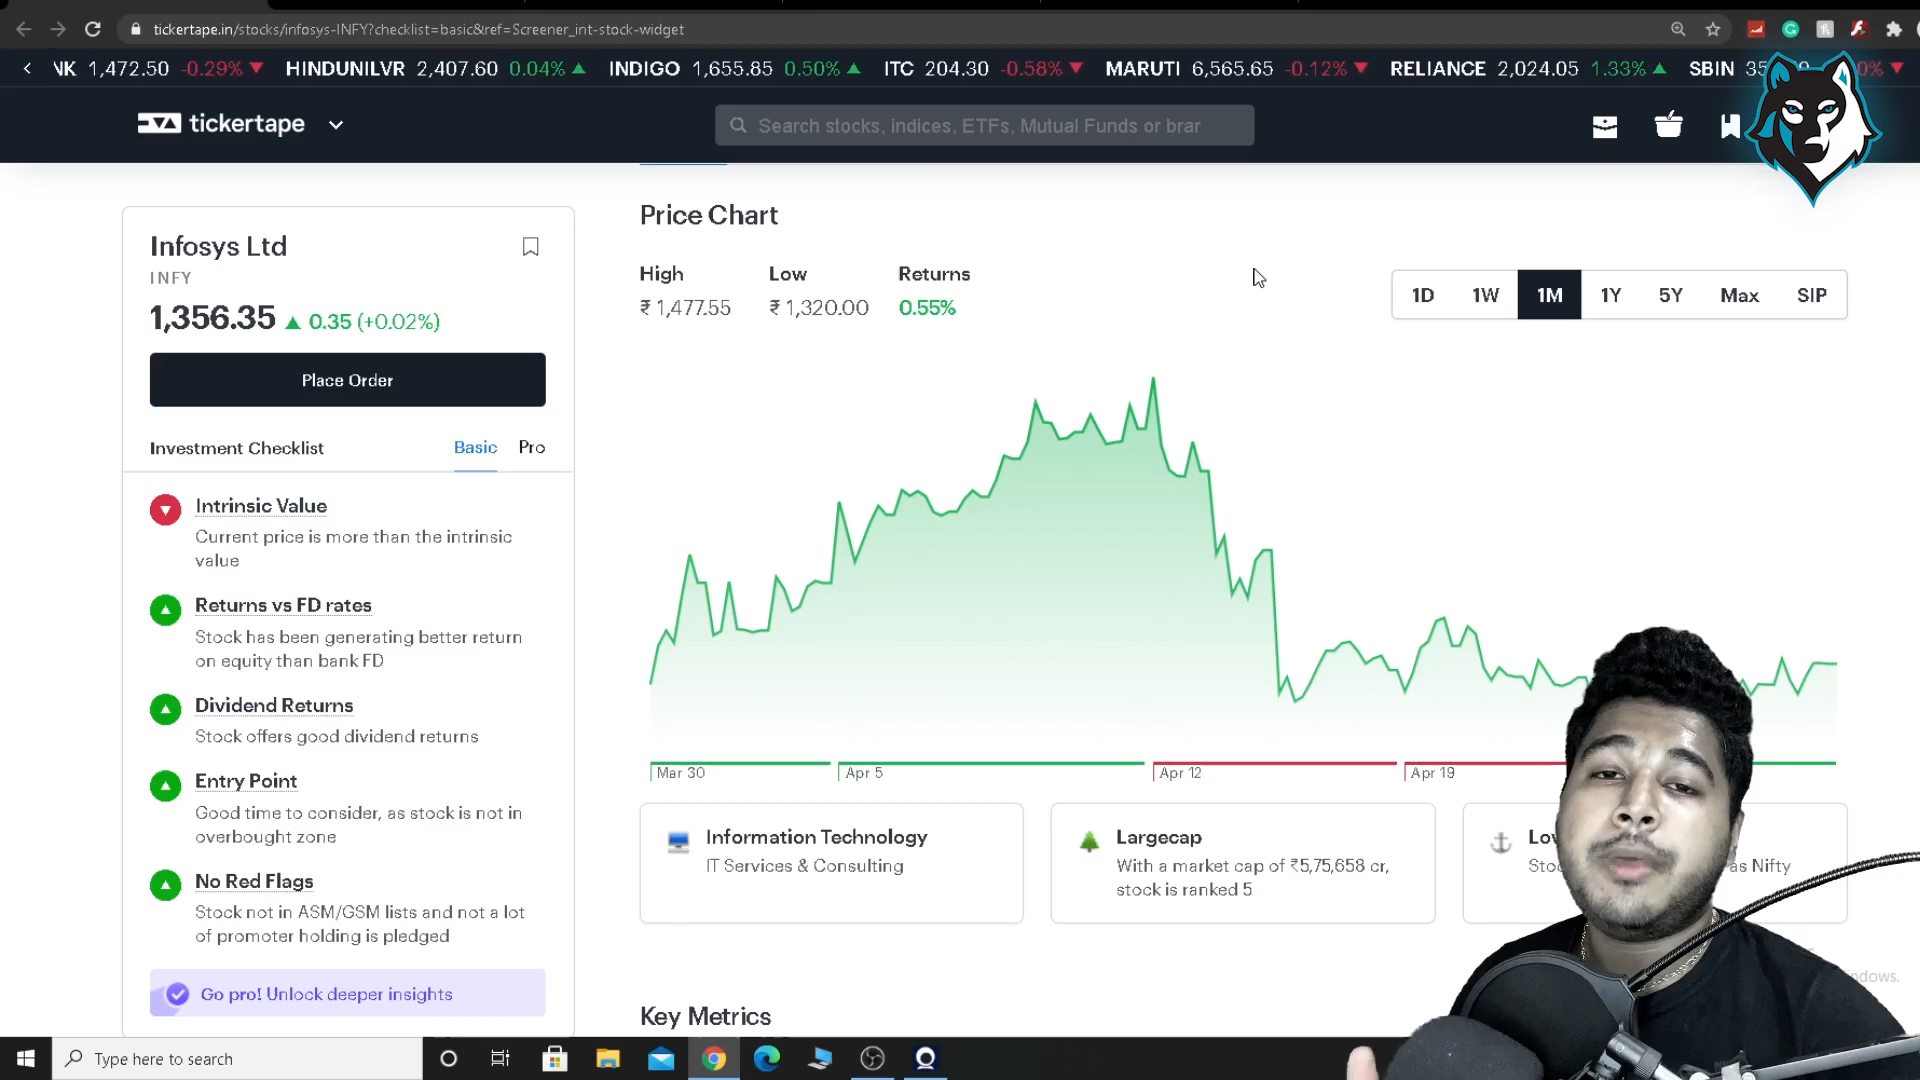 tickertape.in/stocks/infosys-INFY?checklist=basic&ref=Screener_int-stock-widget
NK 1,472.50 -0.29% HINDUNILVR 2,407.60 0.04% INDIGO 1,655.85 0.50% ITC 204.30 -0.58% MARUTI 6,565.65 -0.12% RELIANCE 2,024.05 1.33% SBIN
tickertape
Search stocks, indices, ETFs, Mutual Funds or brar
Infosys Ltd
INFY
1,356.35 0.35 (+0.02%)
Place Order
Investment Checklist Basic Pro
Intrinsic Value
Current price is more than the intrinsic
value
Returns vs FD rates
Stock has been generating better return
on equity than bank FD
Dividend Returns
Stock offers good dividend returns
Entry Point
Good time to consider, as stock is not in
overbought zone
No Red Flags
Stock not in ASM/GSM lists and not a lot
of promoter holding is pledged
Go pro! Unlock deeper insights
Price Chart
High Low Returns
₹ 1,477.55 ₹ 1,320.00 0.55%
1D 1W 1M 1Y 5Y Max SIP
Mar 30 Apr 5 Apr 12 Apr 19
Information Technology
IT Services & Consulting
Largecap
With a market cap of ₹5,75,658 cr,
stock is ranked 5
as Nifty
Key Metrics
Type here to search